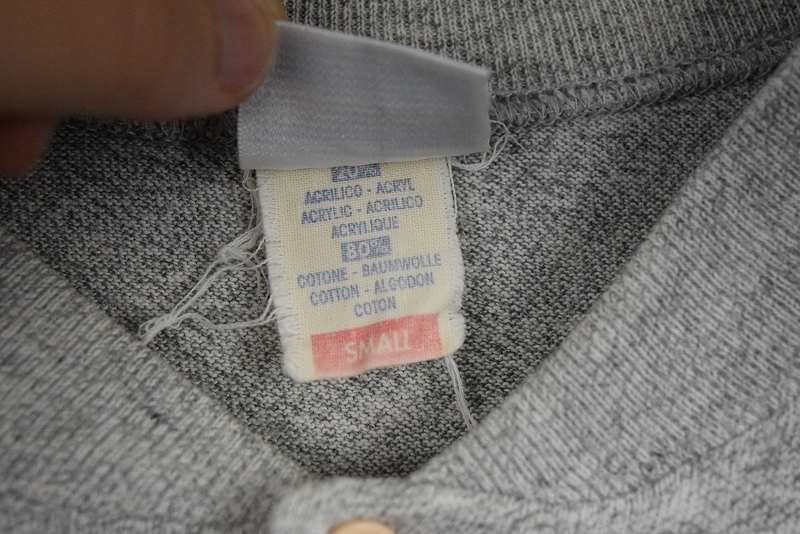 20%
ACRILICO - ACRYL
ACRYLIC - ACRILICO
ACRYLIQUE
80%
COTONE - BAUMWOLLE
COTTON - ALGODON
COTON
SMALL